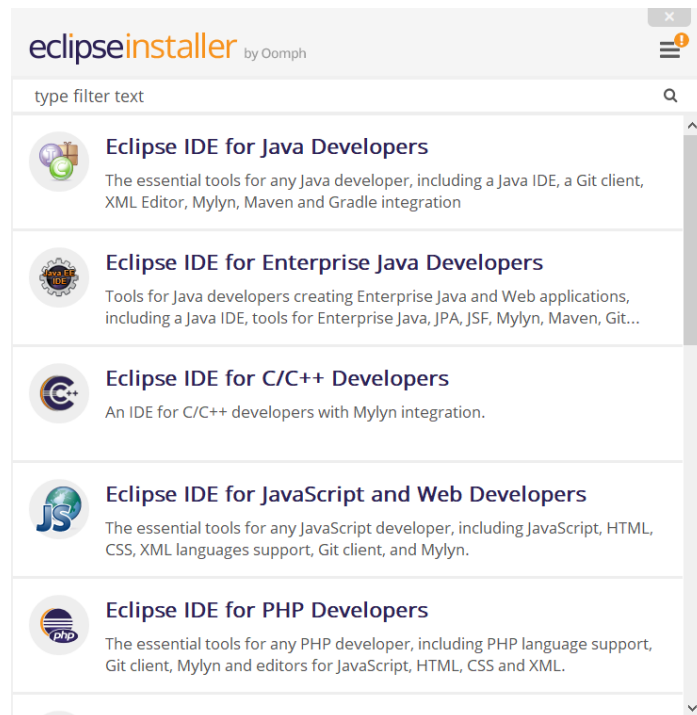 eclipseinstaller by Oomph
type filter text
Eclipse IDE for Java Developers
The essential tools for any Java developer, including a Java IDE, a Git client,
XML Editor, Mylyn, Maven and Gradle integration
Java EE
IDE
Eclipse IDE for Enterprise Java Developers
Tools for Java developers creating Enterprise Java and Web applications,
including a Java IDE, tools for Enterprise Java, JPA, JSF, Mylyn, Maven, Git...
C++
Eclipse IDE for C/C++ Developers
An IDE for C/C++ developers with Mylyn integration.
JS
Eclipse IDE for JavaScript and Web Developers
The essential tools for any JavaScript developer, including JavaScript, HTML,
CSS, XML languages support, Git client, and Mylyn.
php
Eclipse IDE for PHP Developers
The essential tools for any PHP developer, including PHP language support,
Git client, Mylyn and editors for JavaScript, HTML, CSS and XML.